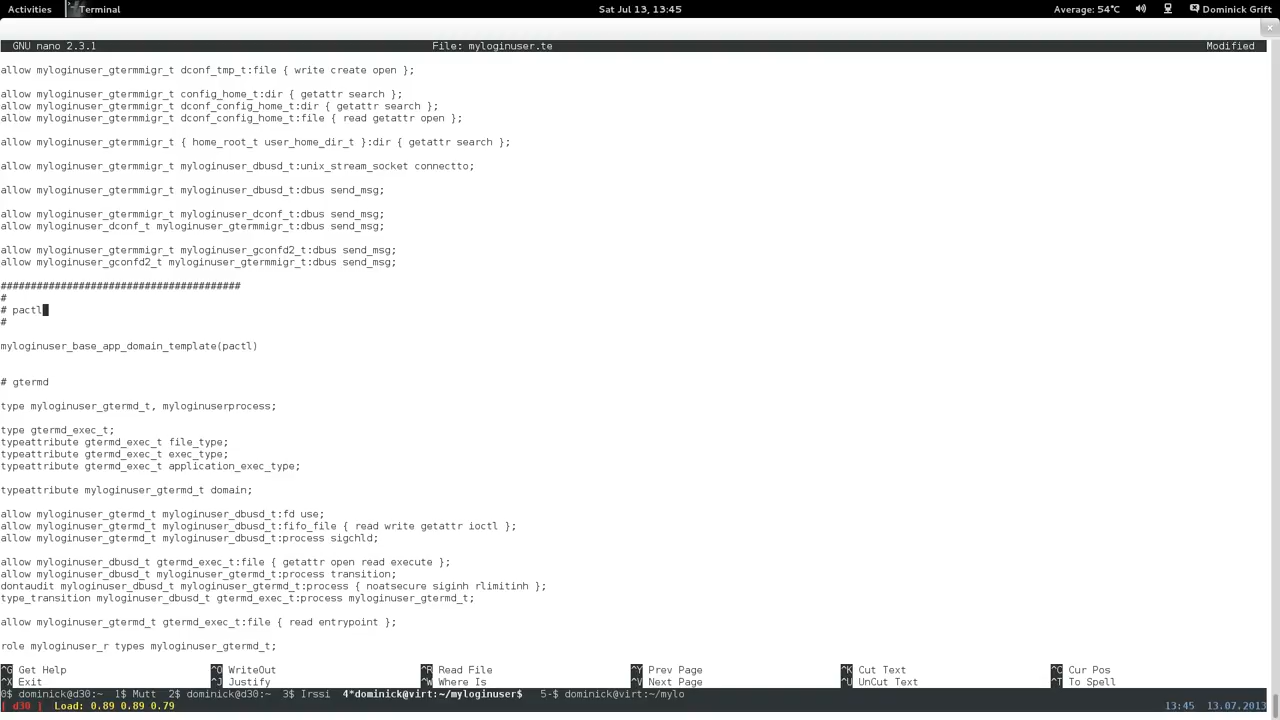 Activities Terminal Sat Jul 13, 13:45 Average: 54°C Dominick Grift
GNU nano 2.3.1 File: myloginuser.te Modified
allow myloginuser_gtermmigr_t dconf_tmp_t:file { write create open };
allow myloginuser_gtermmigr_t config_home_t:dir { getattr search };
allow myloginuser_gtermmigr_t dconf_config_home_t:dir { getattr search };
allow myloginuser_gtermmigr_t dconf_config_home_t:file { read getattr open };
allow myloginuser_gtermmigr_t { home_root_t user_home_dir_t }:dir { getattr search };
allow myloginuser_gtermmigr_t myloginuser_dbusd_t:unix_stream_socket connectto;
allow myloginuser_gtermmigr_t myloginuser_dbusd_t:dbus send_msg;
allow myloginuser_gtermmigr_t myloginuser_dconf_t:dbus send_msg;
allow myloginuser_dconf_t myloginuser_gtermmigr_t:dbus send_msg;
allow myloginuser_gtermmigr_t myloginuser_gconfd2_t:dbus send_msg;
allow myloginuser_gconfd2_t myloginuser_gtermmigr_t:dbus send_msg;
########################################
#
# pactl
#
myloginuser_base_app_domain_template(pactl)
# gtermd
type myloginuser_gtermd_t, myloginuserprocess;
type gtermd_exec_t;
typeattribute gtermd_exec_t file_type;
typeattribute gtermd_exec_t exec_type;
typeattribute gtermd_exec_t application_exec_type;
typeattribute myloginuser_gtermd_t domain;
allow myloginuser_gtermd_t myloginuser_dbusd_t:fd use;
allow myloginuser_gtermd_t myloginuser_dbusd_t:fifo_file { read write getattr ioctl };
allow myloginuser_gtermd_t myloginuser_dbusd_t:process sigchld;
allow myloginuser_dbusd_t gtermd_exec_t:file { getattr open read execute };
allow myloginuser_dbusd_t myloginuser_gtermd_t:process transition;
dontaudit myloginuser_dbusd_t myloginuser_gtermd_t:process { noatsecure siginh rlimitinh };
type_transition myloginuser_dbusd_t gtermd_exec_t:process myloginuser_gtermd_t;
allow myloginuser_gtermd_t gtermd_exec_t:file { read entrypoint };
role myloginuser_r types myloginuser_gtermd_t;
^G Get Help ^O WriteOut ^R Read File ^Y Prev Page ^K Cut Text ^C Cur Pos
^X Exit ^J Justify ^W Where Is ^V Next Page ^U UnCut Text ^T To Spell
0$ dominick@d30:~ 1$ Mutt 2$ dominick@d30:~ 3$ Irssi 4*dominick@virt:~/myloginuser$ 5-$ dominick@virt:~/mylo
| d30 | Load: 0.89 0.89 0.79 13:45 13.07.2013